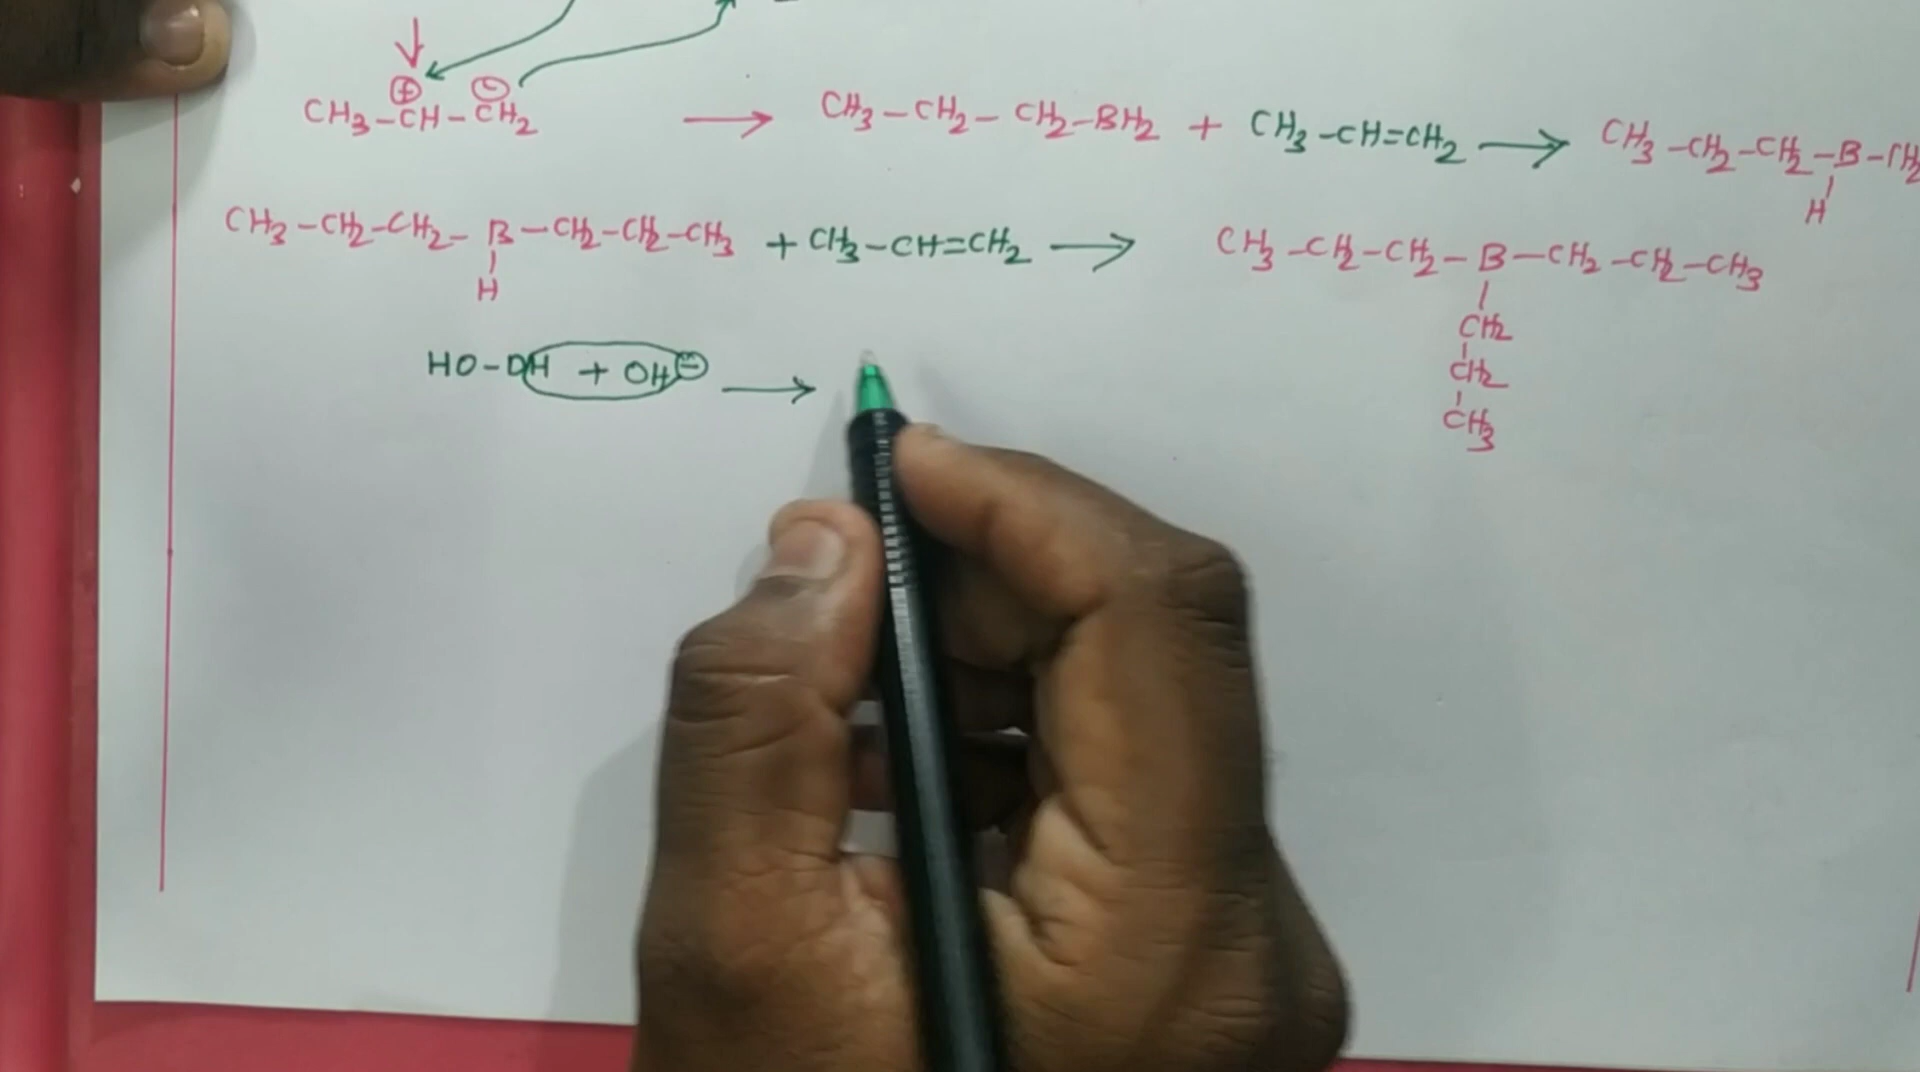 ⊕ ⊖
CH3-CH-CH2 → CH3-CH2-CH2-BH2 + CH3-CH=CH2 → CH3-CH2-CH2-B-CH2
H
CH3-CH2-CH2-B-CH2-CH2-CH3 + CH3-CH=CH2 → CH3-CH2-CH2-B-CH2-CH2-CH3
H
CH2
HO-OH + OH⊖ →
CH2
CH3